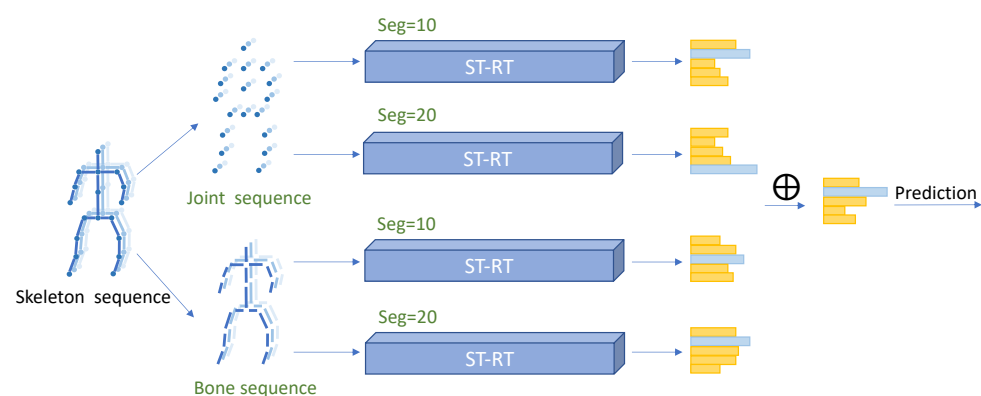 Seg=10
ST-RT
Seg=20
ST-RT
Joint sequence
Prediction
Seg=10
ST-RT
Skeleton sequence
Seg=20
ST-RT
Bone sequence